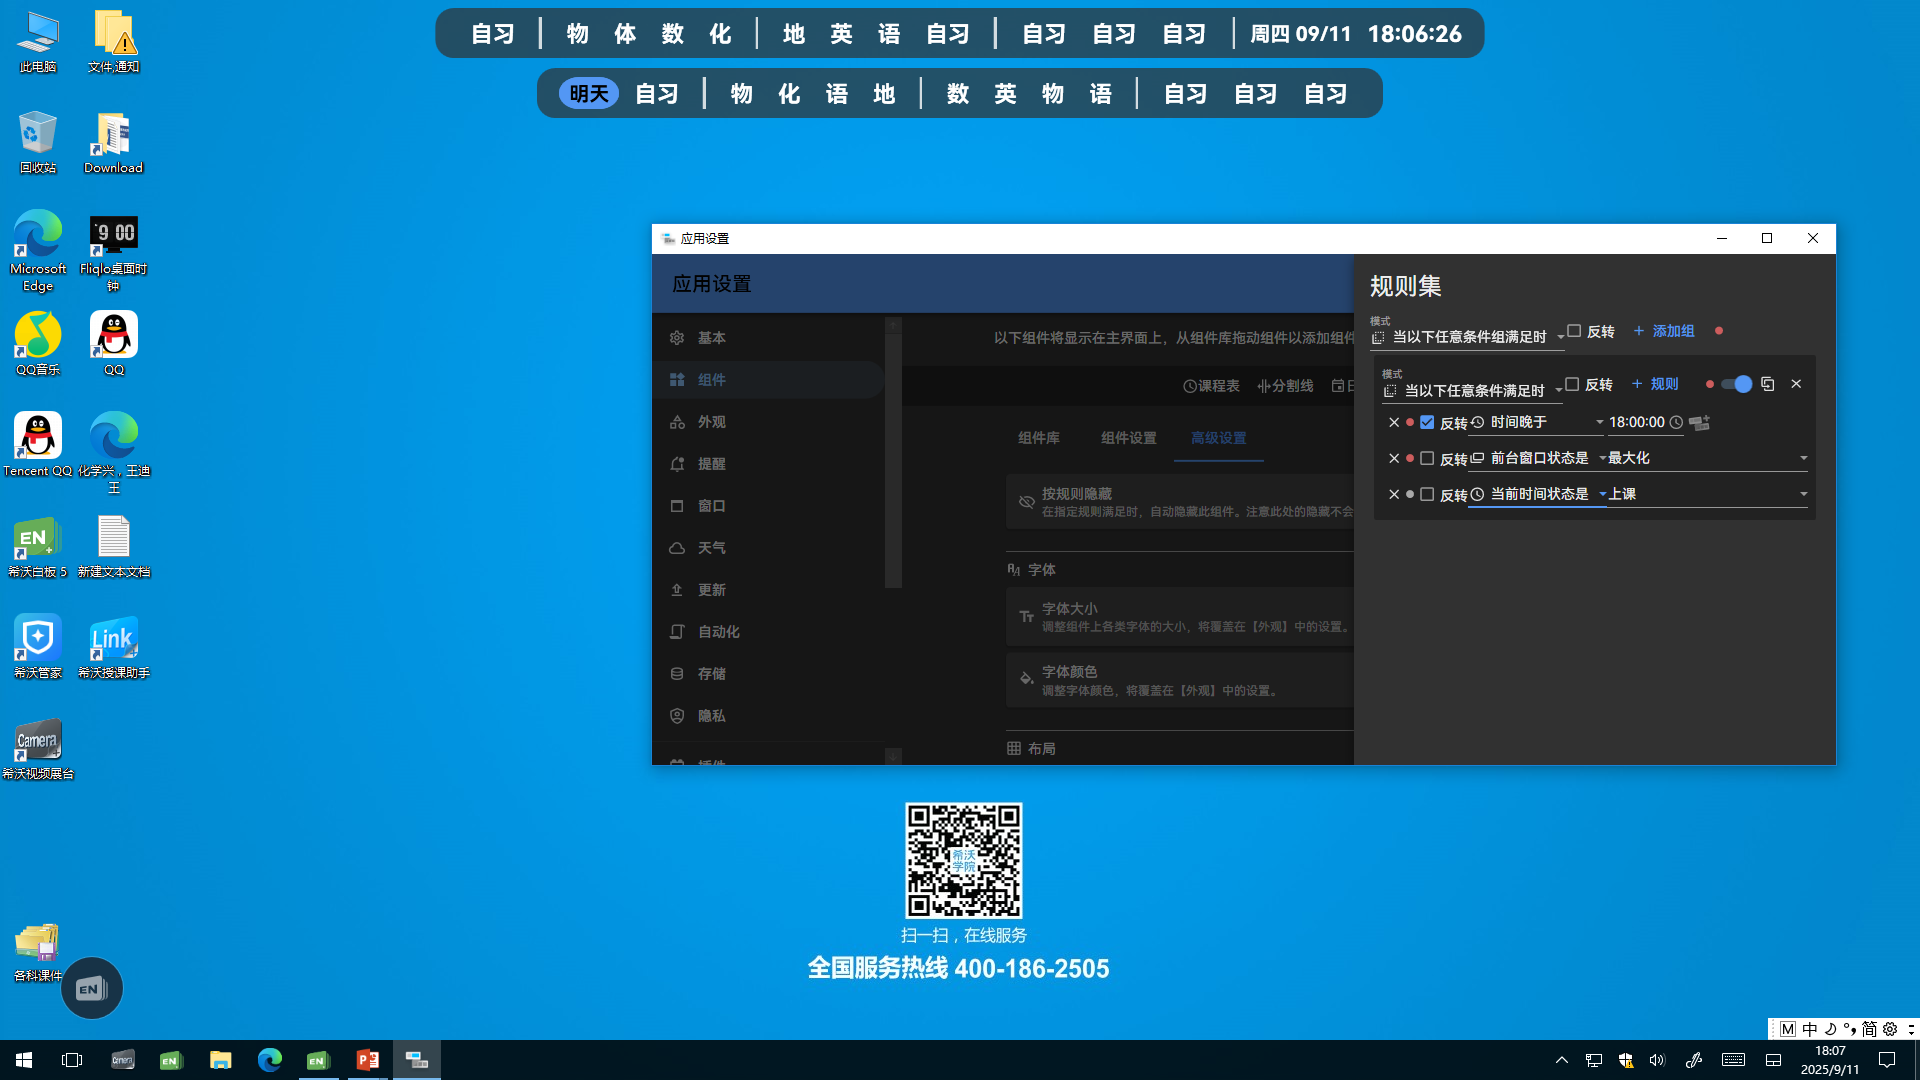 自习 物 体 数 化 地 英 语 自习 自习 自习 自习 周四 09/11 18:06:26
明天 自习 物 化 语 地 数 英 物 语 自习 自习 自习
此电脑
文件,通知
回收站
Download
Microsoft
Edge
9 00
Fliqlo桌面时
钟
QQ音乐
QQ
Tencent QQ
化学兴，王迪
王
EN
希沃白板 5
新建文本文档
希沃管家
Link
希沃授课助手
Camera
希沃视频展台
各科课件
EN
应用设置
应用设置
基本
组件
外观
提醒
窗口
天气
更新
自动化
存储
隐私
插件
以下组件将显示在主界面上，从组件库拖动组件以添加组件
课程表 分割线 日
组件库 组件设置 高级设置
按规则隐藏
在指定规则满足时，自动隐藏此组件。注意此处的隐藏不会
字体
字体大小
调整组件上各类字体的大小，将覆盖在【外观】中的设置。
字体颜色
调整字体颜色，将覆盖在【外观】中的设置。
布局
规则集
模式
当以下任意条件组满足时 反转 + 添加组
模式
当以下任意条件满足时 反转 + 规则
反转 时间晚于 18:00:00
反转 前台窗口状态是 最大化
反转 当前时间状态是 上课
希沃
学院
扫一扫，在线服务
全国服务热线 400-186-2505
M 中 简
Camera EN EN
18:07
2025/9/11